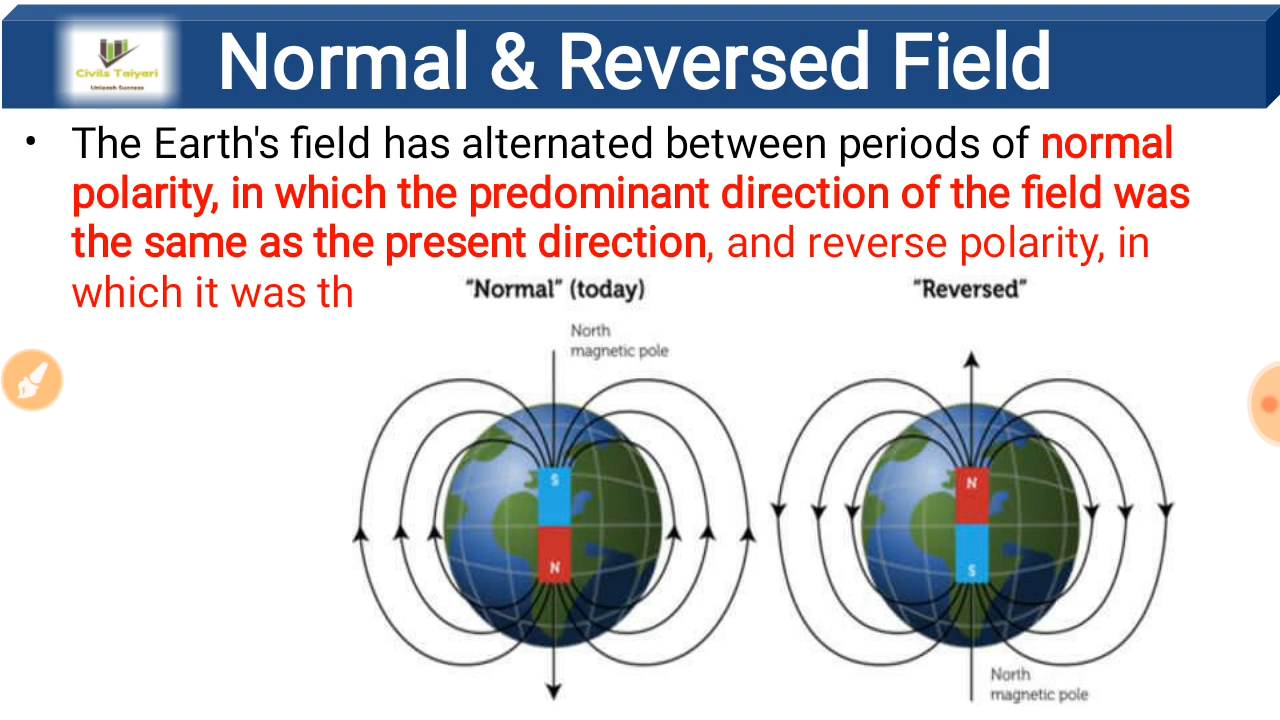 Civils Taiyari
Unleash Success
Normal & Reversed Field
• The Earth's field has alternated between periods of normal
polarity, in which the predominant direction of the field was
the same as the present direction, and reverse polarity, in
which it was th
"Normal" (today)
"Reversed"
North
magnetic pole
S
N
N
S
North
magnetic pole